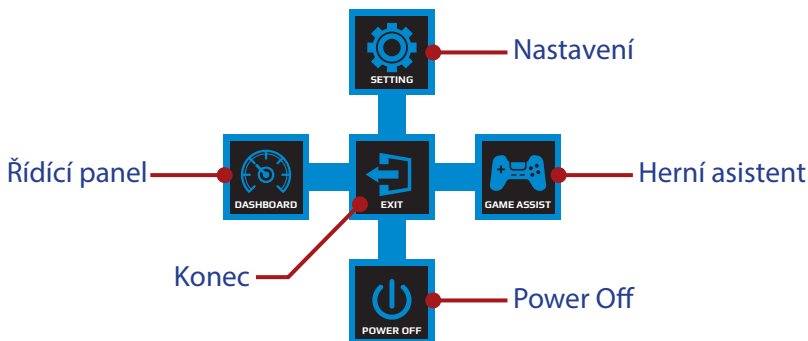 SETTING
Nastavení
Řídící panel
DASHBOARD
EXIT
GAME ASSIST
Herní asistent
Konec
POWER OFF
Power Off